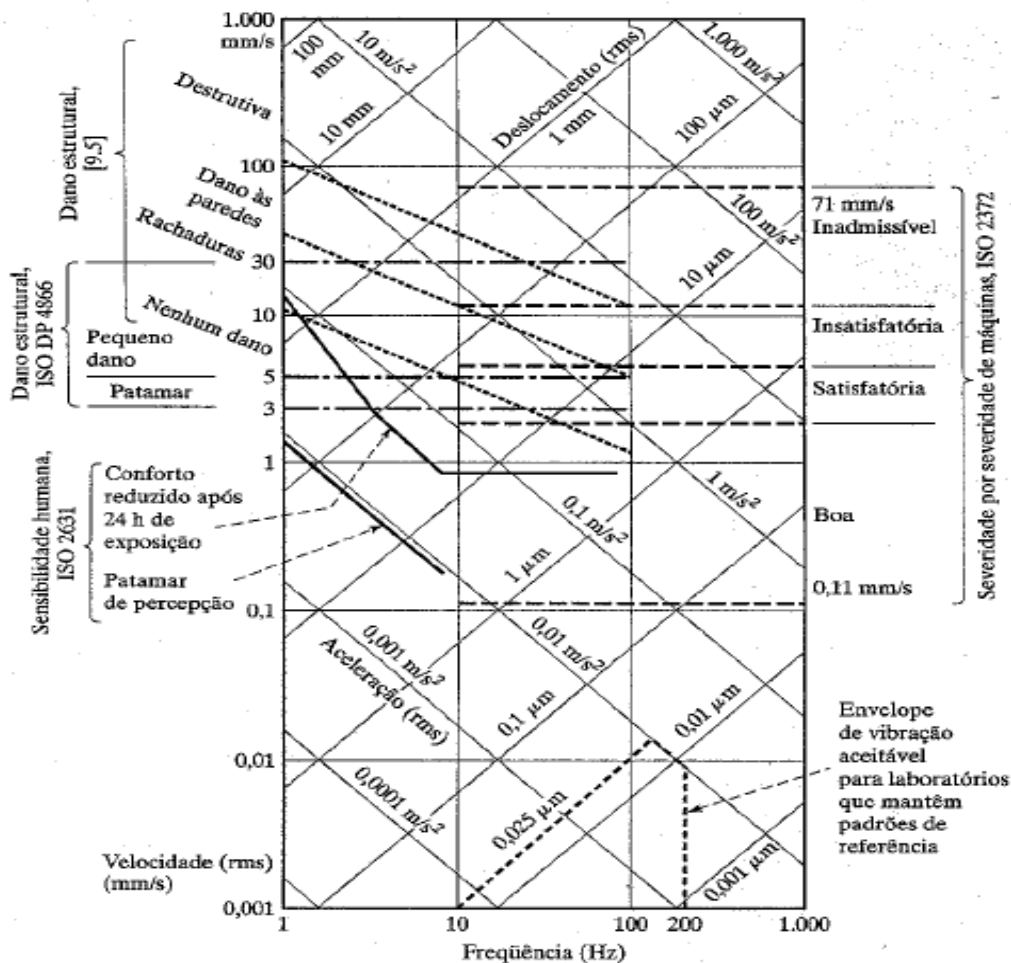 1.000
mm/s
100
30
10
5
3
1
0,1
0,01
Velocidade (rms)
(mm/s)
0,001
1
10
100
200
1.000
Freqüência (Hz)
Dano estrutural,
[9.5]
Destrutiva
Dano às
paredes
Rachaduras
Nenhum dano
Dano estrutural,
ISO DP 4866
Pequeno
dano
Patamar
Sensibilidade humana,
ISO 2631
Conforto
reduzido após
24 h de
exposição
Patamar
de percepção
100
mm
10 m/s²
10 mm
Deslocamento (rms)
1 mm
1.000 m/s²
100 µm
100 m/s²
10 µm
0,1 m/s²
1 m/s²
1 µm
0,001 m/s²
0,01 m/s²
Aceleração (rms)
0,1 µm
0,01 µm
0,0001 m/s²
0,025 µm
0,001 µm
71 mm/s
Inadmissível
Insatisfatória
Satisfatória
Boa
0,11 mm/s
Severidade por severidade de máquinas, ISO 2372
Envelope
de vibração
aceitável
para laboratórios
que mantêm
padrões de
referência